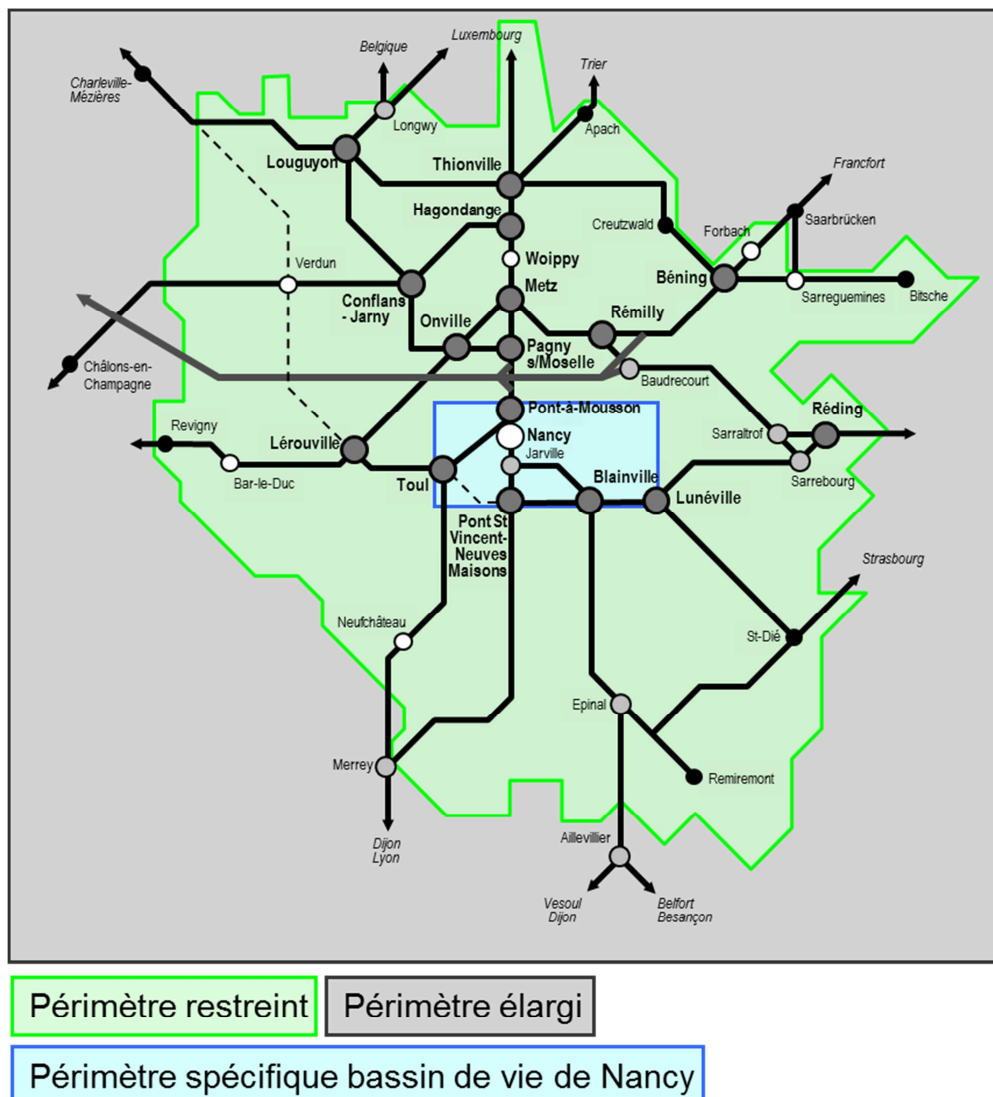 Luxembourg
Belgique
Trier
Charleville-
Mézières
Longwy
Apach
Louguyon
Thionville
Francfort
Hagondange
Creutzwald
Forbach
Saarbrücken
Verdun
Woippy
Metz
Béning
Conflans
- Jarny
Onville
Rémilly
Sarreguemines
Bitsche
Châlons-en-
Champagne
Pagny
s/Moselle
Baudrecourt
Pont-à-Mousson
Réding
Revigny
Lérouville
Nancy
Jarville
Sarraltrof
Bar-le-Duc
Toul
Blainville
Lunéville
Sarrebourg
Pont St
Vincent-
Neuves
Maisons
Strasbourg
Neufchâteau
St-Dié
Epinal
Merrey
Remiremont
Dijon
Lyon
Aillevillier
Vesoul
Dijon
Belfort
Besançon
Périmètre restreint
Périmètre élargi
Périmètre spécifique bassin de vie de Nancy